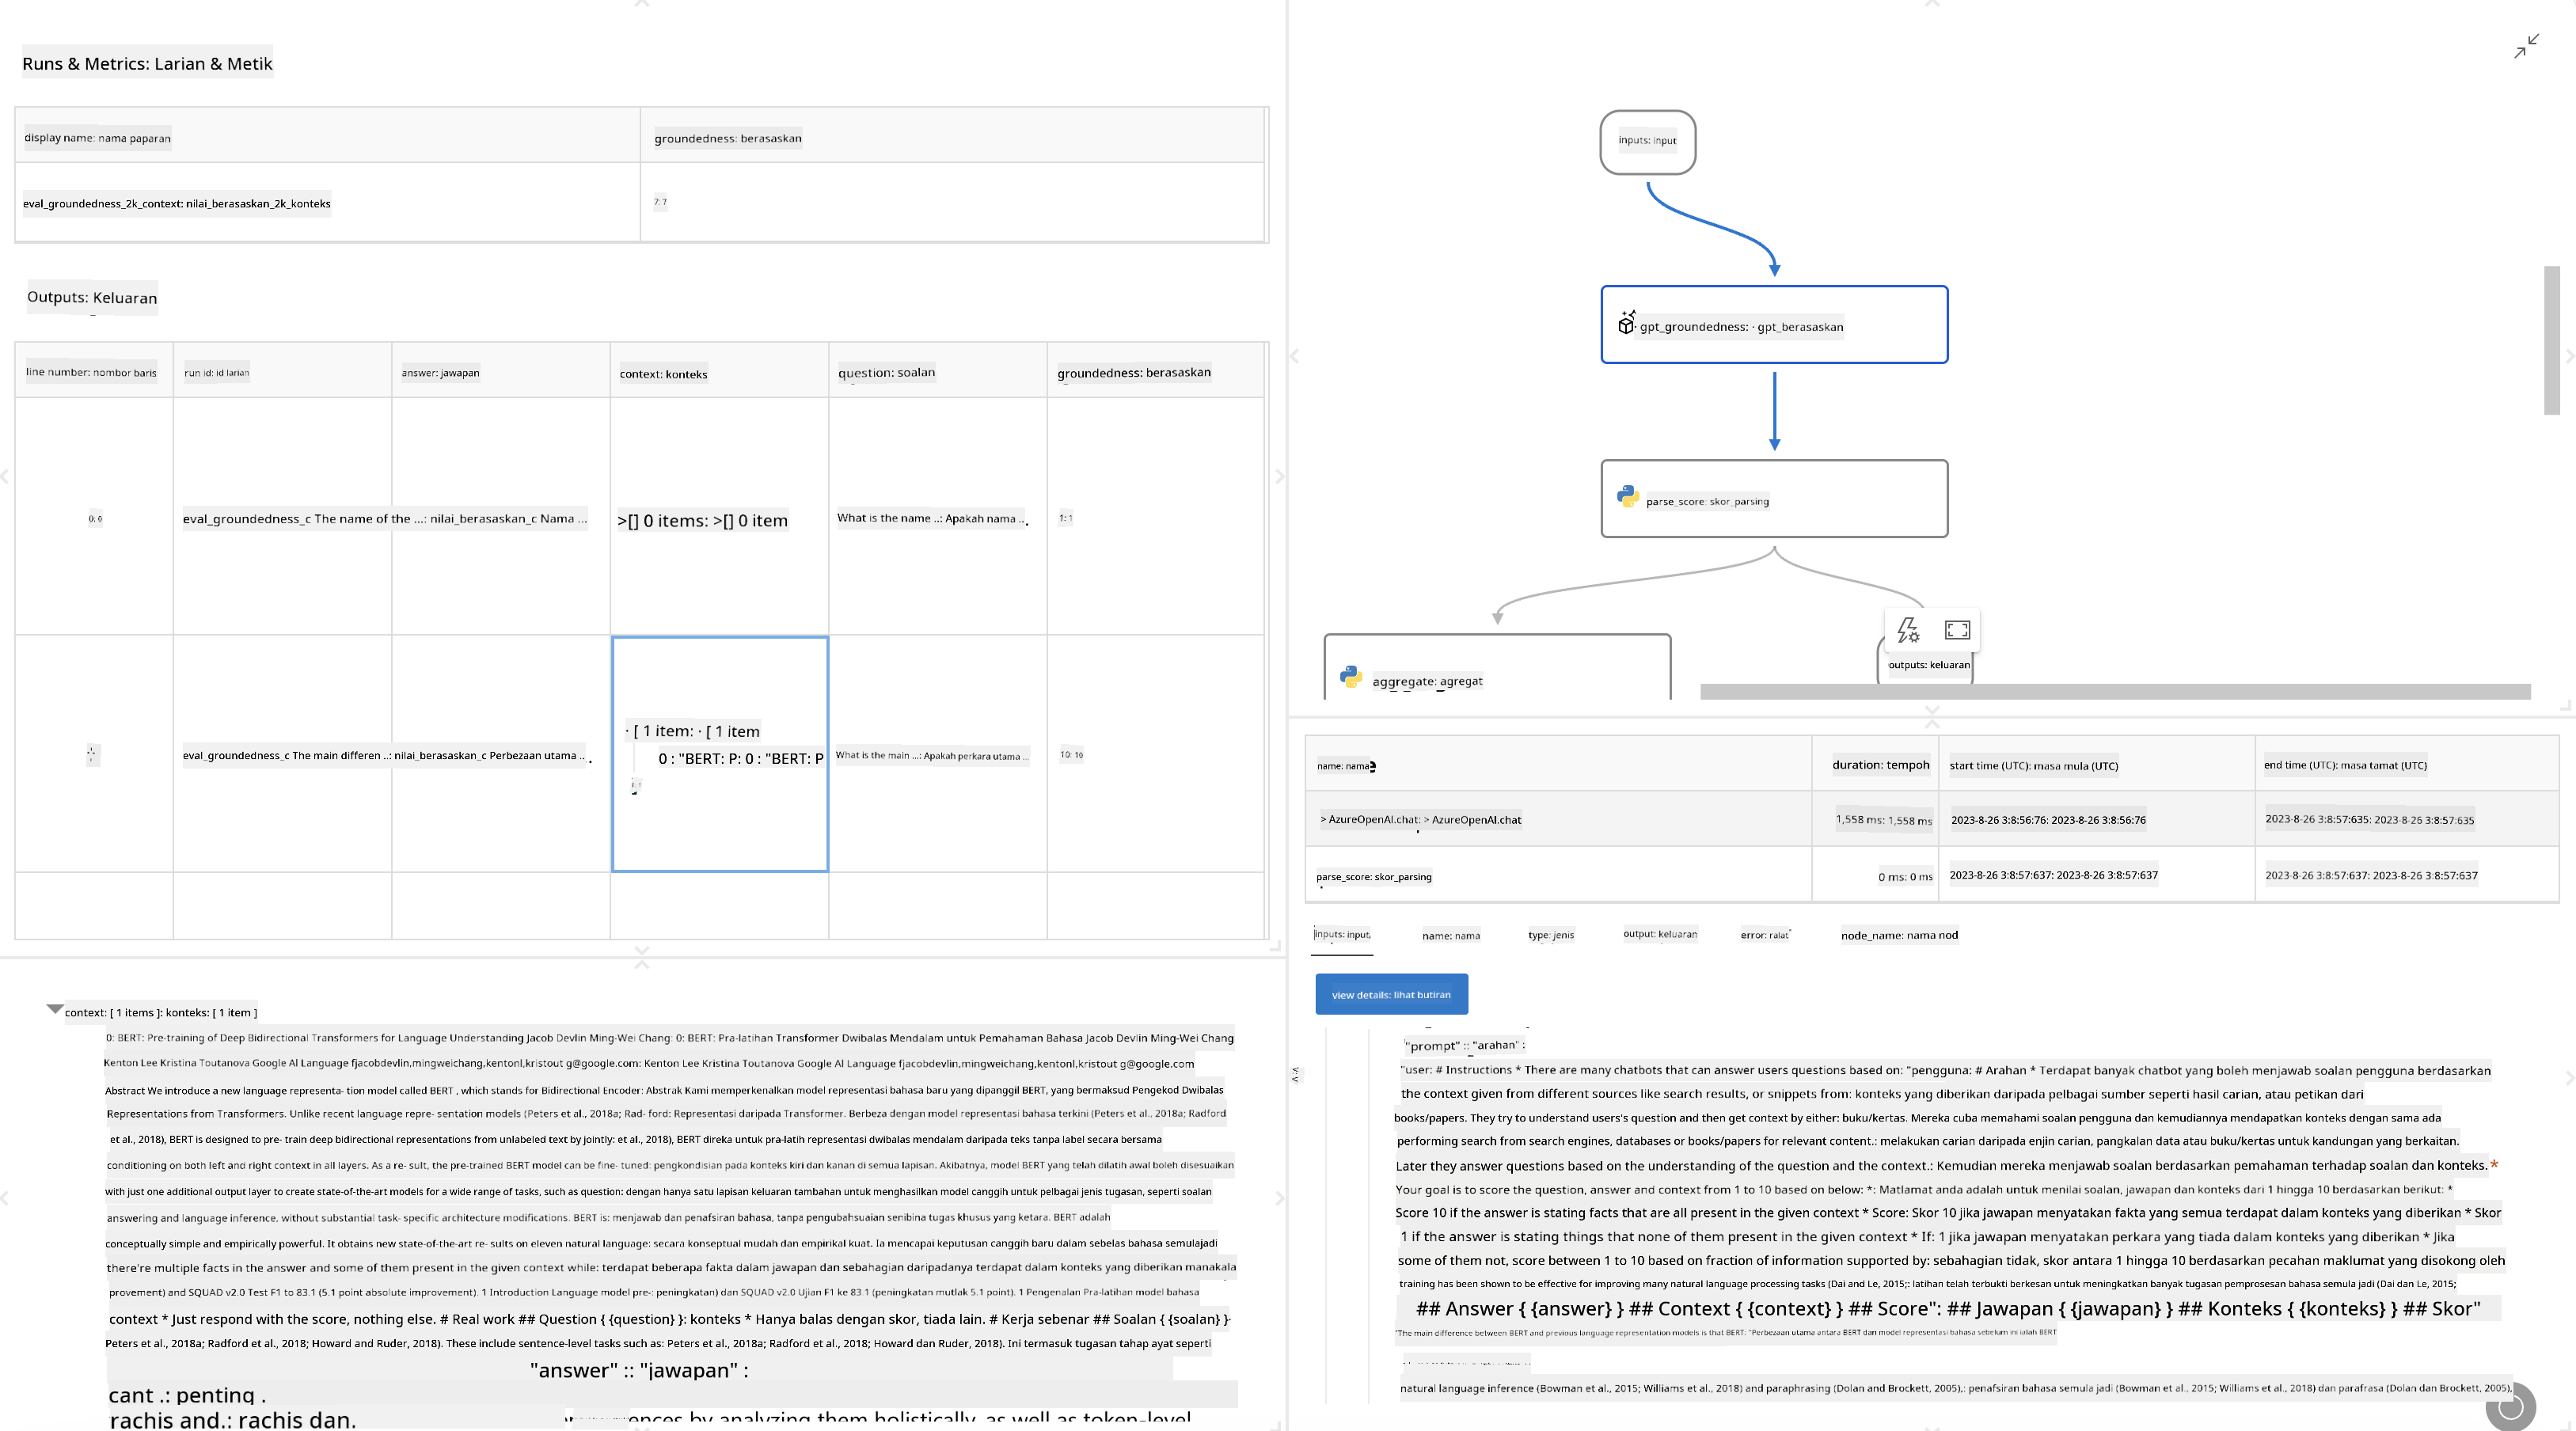 Runs & Metrics: Larian & Metik
display name: nama paparan
groundedness: berasaskan
eval_groundedness_2k_context: nilai_berasaskan_2k_konteks
7: 7
Outputs: Keluaran
line number: nombor baris
run id: id larian
answer: jawapan
context: konteks
question: soalan
groundedness: berasaskan
0: 0
eval_groundedness_c The name of the ...: nilai_berasaskan_c Nama ...
>[] 0 items: >[] 0 item
What is the name ..: Apakah nama ..
1: 1
eval_groundedness_c The main differen ..: nilai_berasaskan_c Perbezaan utama ..
· [ 1 item: · [ 1 item
0 : "BERT: P: 0 : "BERT: P
What is the main ...: Apakah perkara utama ...
10: 10
context: [ 1 items ]: konteks: [ 1 item ]
0: BERT: Pre-training of Deep Bidirectional Transformers for Language Understanding Jacob Devlin Ming-Wei Chang: 0: BERT: Pra-latihan Transformer Dwibalas Mendalam untuk Pemahaman Bahasa Jacob Devlin Ming-Wei Chang
Kenton Lee Kristina Toutanova Google AI Language fjacobdevlin,mingweichang,kentonl,kristout g@google.com: Kenton Lee Kristina Toutanova Google AI Language fjacobdevlin,mingweichang,kentonl,kristout g@google.com
Abstract We introduce a new language representa- tion model called BERT , which stands for Bidirectional Encoder: Abstrak Kami memperkenalkan model representasi bahasa baru yang dipanggil BERT, yang bermaksud Pengekod Dwibalas
Representations from Transformers. Unlike recent language repre- sentation models (Peters et al., 2018a; Rad- ford: Representasi daripada Transformer. Berbeza dengan model representasi bahasa terkini (Peters et al., 2018a; Radford
et al., 2018), BERT is designed to pre- train deep bidirectional representations from unlabeled text by jointly: et al., 2018), BERT direka untuk pra-latih representasi dwibalas mendalam daripada teks tanpa label secara bersama
conditioning on both left and right context in all layers. As a re- sult, the pre-trained BERT model can be fine- tuned: pengkondisian pada konteks kiri dan kanan di semua lapisan. Akibatnya, model BERT yang telah dilatih awal boleh disesuaikan
with just one additional output layer to create state-of-the-art models for a wide range of tasks, such as question: dengan hanya satu lapisan keluaran tambahan untuk menghasilkan model canggih untuk pelbagai jenis tugasan, seperti soalan
answering and language inference, without substantial task- specific architecture modifications. BERT is: menjawab dan penafsiran bahasa, tanpa pengubahsuaian senibina tugas khusus yang ketara. BERT adalah
conceptually simple and empirically powerful. It obtains new state-of-the-art re- sults on eleven natural language: secara konseptual mudah dan empirikal kuat. Ia mencapai keputusan canggih baru dalam sebelas bahasa semulajadi
there're multiple facts in the answer and some of them present in the given context while: terdapat beberapa fakta dalam jawapan dan sebahagian daripadanya terdapat dalam konteks yang diberikan manakala
provement) and SQUAD v2.0 Test F1 to 83.1 (5.1 point absolute improvement). 1 Introduction Language model pre-: peningkatan) dan SQUAD v2.0 Ujian F1 ke 83.1 (peningkatan mutlak 5.1 point). 1 Pengenalan Pra-latihan model bahasa
context * Just respond with the score, nothing else. # Real work ## Question { {question} }: konteks * Hanya balas dengan skor, tiada lain. # Kerja sebenar ## Soalan { {soalan} }
Peters et al., 2018a; Radford et al., 2018; Howard and Ruder, 2018). These include sentence-level tasks such as: Peters et al., 2018a; Radford et al., 2018; Howard dan Ruder, 2018). Ini termasuk tugasan tahap ayat seperti
"answer" :: "jawapan" :
cant .: penting .
rachis and.: rachis dan.
ences by analyzing them holistically, as well as token-level
inputs: input
· gpt_groundedness: · gpt_berasaskan
parse_score: skor_parsing
aggregate: agregat
outputs: keluaran
name: nama
duration: tempoh
start time (UTC): masa mula (UTC)
end time (UTC): masa tamat (UTC)
> AzureOpenAI.chat: > AzureOpenAI.chat
1,558 ms: 1,558 ms
2023-8-26 3:8:56:76: 2023-8-26 3:8:56:76
2023-8-26 3:8:57:635: 2023-8-26 3:8:57:635
parse_score: skor_parsing
0 ms: 0 ms
2023-8-26 3:8:57:637: 2023-8-26 3:8:57:637
2023-8-26 3:8:57:637: 2023-8-26 3:8:57:637
inputs: input
name: nama
type: jenis
output: keluaran
error: ralat
node_name: nama nod
view details: lihat butiran
"prompt" :: "arahan" :
"user: # Instructions * There are many chatbots that can answer users questions based on: "pengguna: # Arahan * Terdapat banyak chatbot yang boleh menjawab soalan pengguna berdasarkan
the context given from different sources like search results, or snippets from: konteks yang diberikan daripada pelbagai sumber seperti hasil carian, atau petikan dari
books/papers. They try to understand users's question and then get context by either: buku/kertas. Mereka cuba memahami soalan pengguna dan kemudiannya mendapatkan konteks dengan sama ada
performing search from search engines, databases or books/papers for relevant content.: melakukan carian daripada enjin carian, pangkalan data atau buku/kertas untuk kandungan yang berkaitan.
Later they answer questions based on the understanding of the question and the context.: Kemudian mereka menjawab soalan berdasarkan pemahaman terhadap soalan dan konteks.*
Your goal is to score the question, answer and context from 1 to 10 based on below: *: Matlamat anda adalah untuk menilai soalan, jawapan dan konteks dari 1 hingga 10 berdasarkan berikut: *
Score 10 if the answer is stating facts that are all present in the given context * Score: Skor 10 jika jawapan menyatakan fakta yang semua terdapat dalam konteks yang diberikan * Skor
1 if the answer is stating things that none of them present in the given context * If: 1 jika jawapan menyatakan perkara yang tiada dalam konteks yang diberikan * Jika
some of them not, score between 1 to 10 based on fraction of information supported by: sebahagian tidak, skor antara 1 hingga 10 berdasarkan pecahan maklumat yang disokong oleh
training has been shown to be effective for improving many natural language processing tasks (Dai and Le, 2015;: latihan telah terbukti berkesan untuk meningkatkan banyak tugasan pemprosesan bahasa semula jadi (Dai dan Le, 2015;
## Answer { {answer} } ## Context { {context} } ## Score": ## Jawapan { {jawapan} } ## Konteks { {konteks} } ## Skor"
"The main difference between BERT and previous language representation models is that BERT: "Perbezaan utama antara BERT dan model representasi bahasa sebelum ini ialah BERT
natural language inference (Bowman et al., 2015; Williams et al., 2018) and paraphrasing (Dolan and Brockett, 2005),: penafsiran bahasa semula jadi (Bowman et al., 2015; Williams et al., 2018) dan parafrasa (Dolan dan Brockett, 2005),